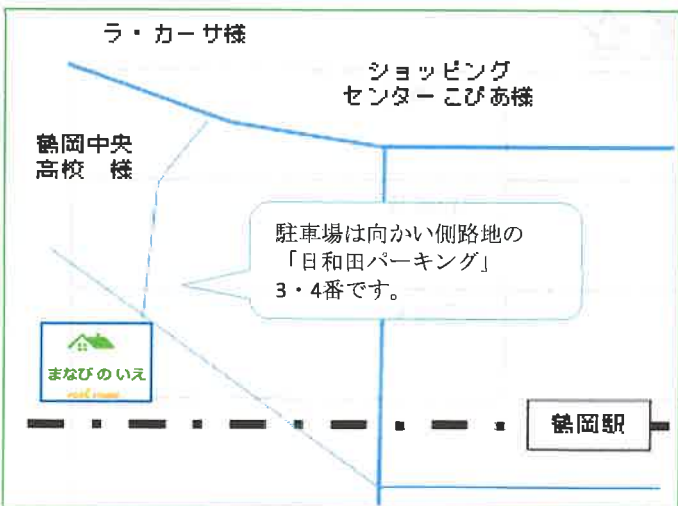 ラ・カーサ様
ショッピング
センターこぴあ様
鶴岡中央
高校 様
駐車場は向かい側路地の
「日和田パーキング」
3・4番です。
まなびのいえ
鶴岡駅